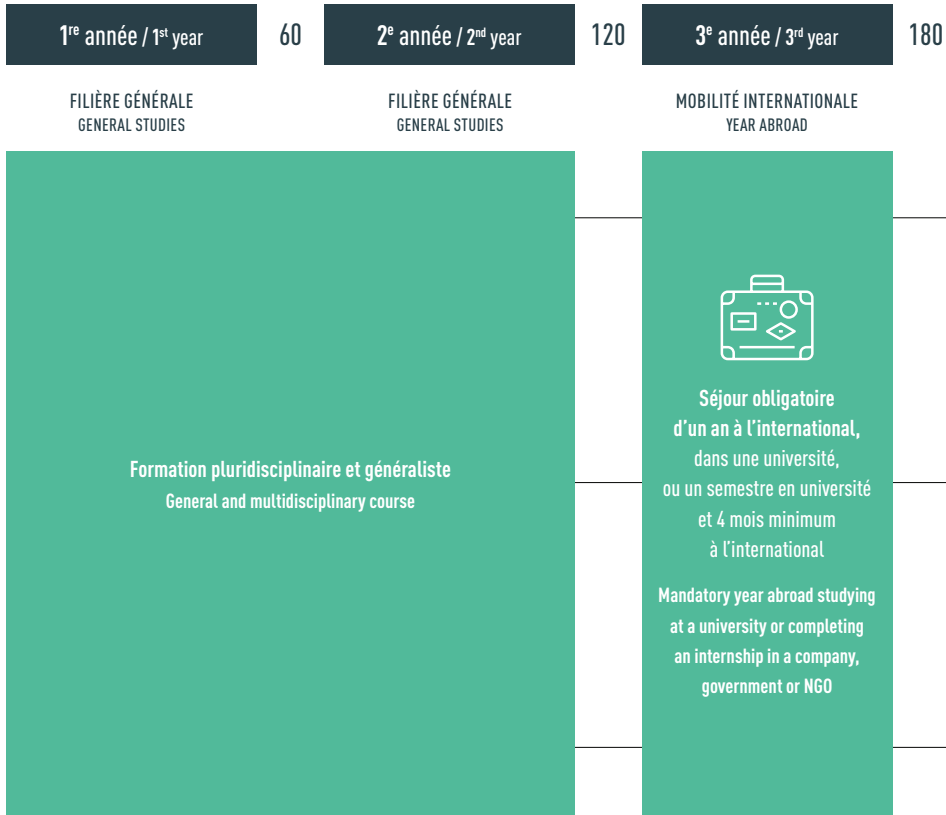 1re année / 1st year
60
2e année / 2nd year
120
3e année / 3rd year
180
FILIÈRE GÉNÉRALE
GENERAL STUDIES
FILIÈRE GÉNÉRALE
GENERAL STUDIES
MOBILITÉ INTERNATIONALE
YEAR ABROAD
Formation pluridisciplinaire et généraliste
General and multidisciplinary course
Séjour obligatoire
d'un an à l'international,
dans une université,
ou un semestre en université
et 4 mois minimum
à l'international
Mandatory year abroad studying
at a university or completing
an internship in a company,
government or NGO